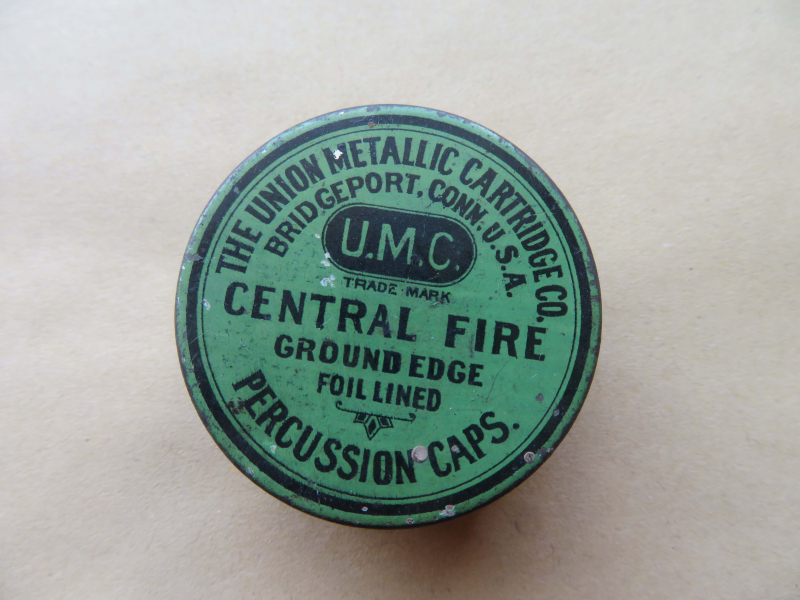 THE UNION METALLIC CARTRIDGE CO.
BRIDGEPORT, CONN. U.S.A.
U.M.C.
TRADE MARK
CENTRAL FIRE
GROUND EDGE
FOIL LINED
PERCUSSION CAPS.